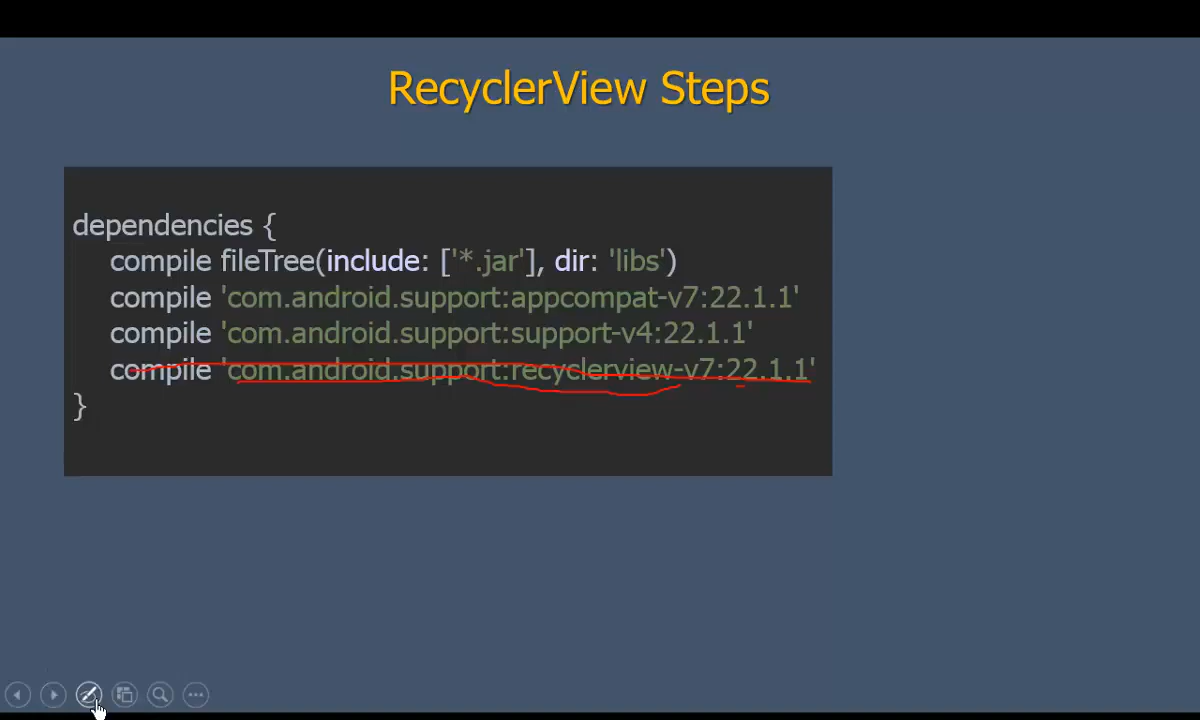 RecyclerView Steps
dependencies {
compile fileTree(include: ['*.jar'], dir: 'libs')
compile 'com.android.support:appcompat-v7:22.1.1'
compile 'com.android.support:support-v4:22.1.1'
compile 'com.android.support:recyclerview-v7:22.1.1'
}